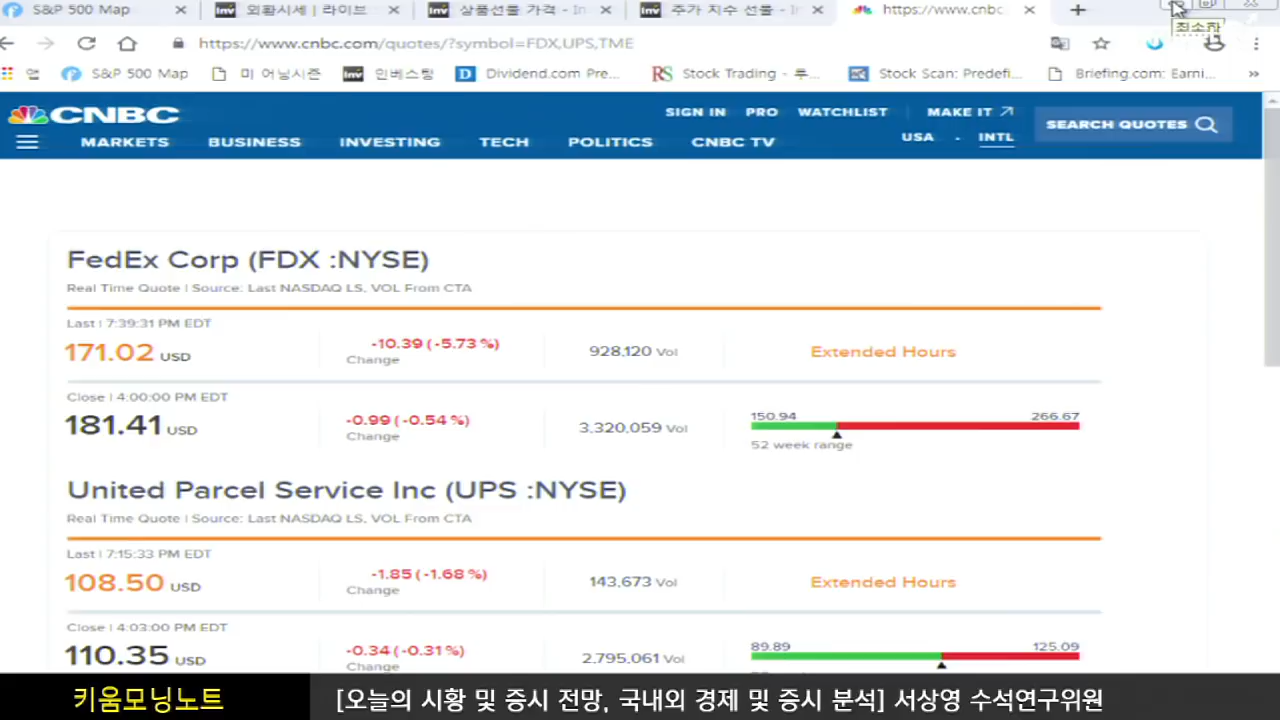 S&P 500 Map
외환시세 | 라이브
상품선물 가격 - In
주가 지수 선물 - In
https://www.cnbc
최소화
https://www.cnbc.com/quotes/?symbol=FDX,UPS,TME
앱
S&P 500 Map
미 어닝시즌
인베스팅
Dividend.com Pre...
Stock Trading - 루...
Stock Scan: Predefi...
Briefing.com: Earni...
»
CNBC
SIGN IN PRO WATCHLIST MAKE IT
SEARCH QUOTES
USA - INTL
MARKETS BUSINESS INVESTING TECH POLITICS CNBC TV
FedEx Corp (FDX :NYSE)
Real Time Quote | Source: Last NASDAQ LS, VOL From CTA
Last | 7:39:31 PM EDT
171.02 USD
-10.39 ( -5.73 %)
Change
928,120 Vol
Extended Hours
Close | 4:00:00 PM EDT
181.41 USD
-0.99 ( -0.54 %)
Change
3,320,059 Vol
150.94 266.67
52 week range
United Parcel Service Inc (UPS :NYSE)
Real Time Quote | Source: Last NASDAQ LS, VOL From CTA
Last | 7:15:33 PM EDT
108.50 USD
-1.85 ( -1.68 %)
Change
143,673 Vol
Extended Hours
Close | 4:03:00 PM EDT
110.35 USD
-0.34 ( -0.31 %)
Change
2,795,061 Vol
89.89 125.09
키움모닝노트
[오늘의 시황 및 증시 전망, 국내외 경제 및 증시 분석] 서상영 수석연구위원